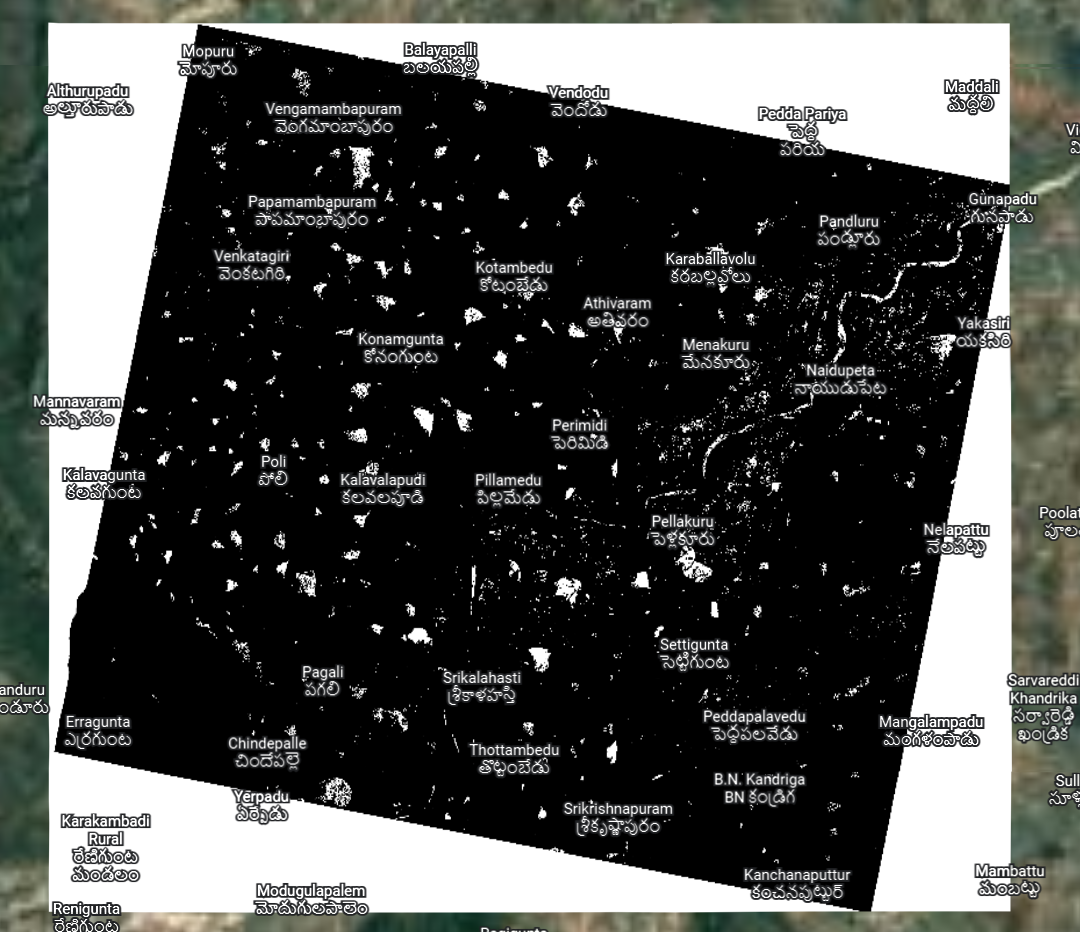 Mopuru
మోపూరు
Balayapalli
బలయపల్లి
Althurupadu
అల్తూరుపాడు
Vendodu
వెందోడు
Maddali
మద్దలి
Vengamambapuram
వెంగమాంబాపురం
Pedda Pariya
పెద్ద
పరియ
Papamambapuram
పాపమాంభాపురం
Gunapadu
గునపాడు
Pandluru
పండ్లూరు
Venkatagiri
వెంకటగిరి
Karaballavolu
కరబల్లవోలు
Kotambedu
కోటంబేడు
Athivaram
అతివరం
Yakasiri
యకసిరి
Konamgunta
కోనంగుంట
Menakuru
మేనకూరు
Naidupeta
నాయుడుపేట
Mannavaram
మన్నవరం
Perimidi
పెరిమిడి
Poli
పోలి
Kalavagunta
కలవగుంట
Kalavalapudi
కలవలపూడి
Pillamedu
పిల్లమేడు
Pellakuru
పెళ్లకూరు
Nelapattu
నేలపట్టు
Settigunta
సెట్టిగుంట
Pagali
పగలి
Srikalahasti
శ్రీకాళహస్తి
Sarvareddi
Khandrika
సర్వారెడ్డి
ఖండ్రిక
Erragunta
ఎర్రగుంట
Peddapalavedu
పెద్దపలవేడు
Mangalampadu
మంగళంపాడు
Chindepalle
చిందేపల్లె
Thottambedu
తొట్టంబేడు
B.N. Kandriga
BN కండ్రిగ
Yerpadu
ఏర్పేడు
Srikrishnapuram
శ్రీకృష్ణాపురం
Karakambadi
Rural
రేణిగుంట
మండలం
Kanchanaputtur
కంచనపుట్టుర్
Mambattu
మంబట్టు
Modugulapalem
మోదుగులపాలెం
Renigunta
రేణిగుంట